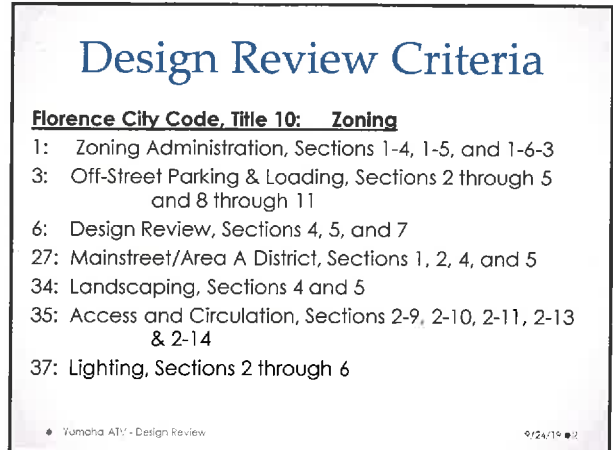 Design Review Criteria
Florence City Code, Title 10: Zoning
1: Zoning Administration, Sections 1-4, 1-5, and 1-6-3
3: Off-Street Parking & Loading, Sections 2 through 5
and 8 through 11
6: Design Review, Sections 4, 5, and 7
27: Mainstreet/Area A District, Sections 1, 2, 4, and 5
34: Landscaping, Sections 4 and 5
35: Access and Circulation, Sections 2-9, 2-10, 2-11, 2-13
& 2-14
37: Lighting, Sections 2 through 6
Yamaha ATV - Design Review
9/24/19 ● 2